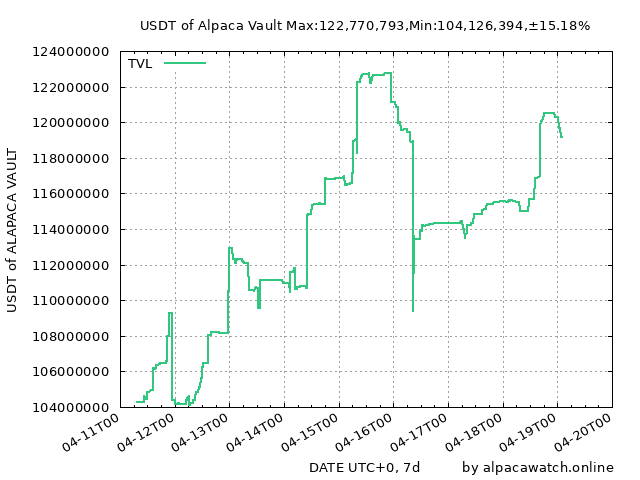 USDT of Alpaca Vault Max:122,770,793,Min:104,126,394,±15.18%
TVL
124000000
122000000
120000000
118000000
116000000
114000000
112000000
110000000
108000000
106000000
104000000
USDT of ALAPACA VAULT
04-11T00
04-12T00
04-13T00
04-14T00
04-15T00
04-16T00
04-17T00
04-18T00
04-19T00
04-20T00
DATE UTC+0, 7d
by alpacawatch.online